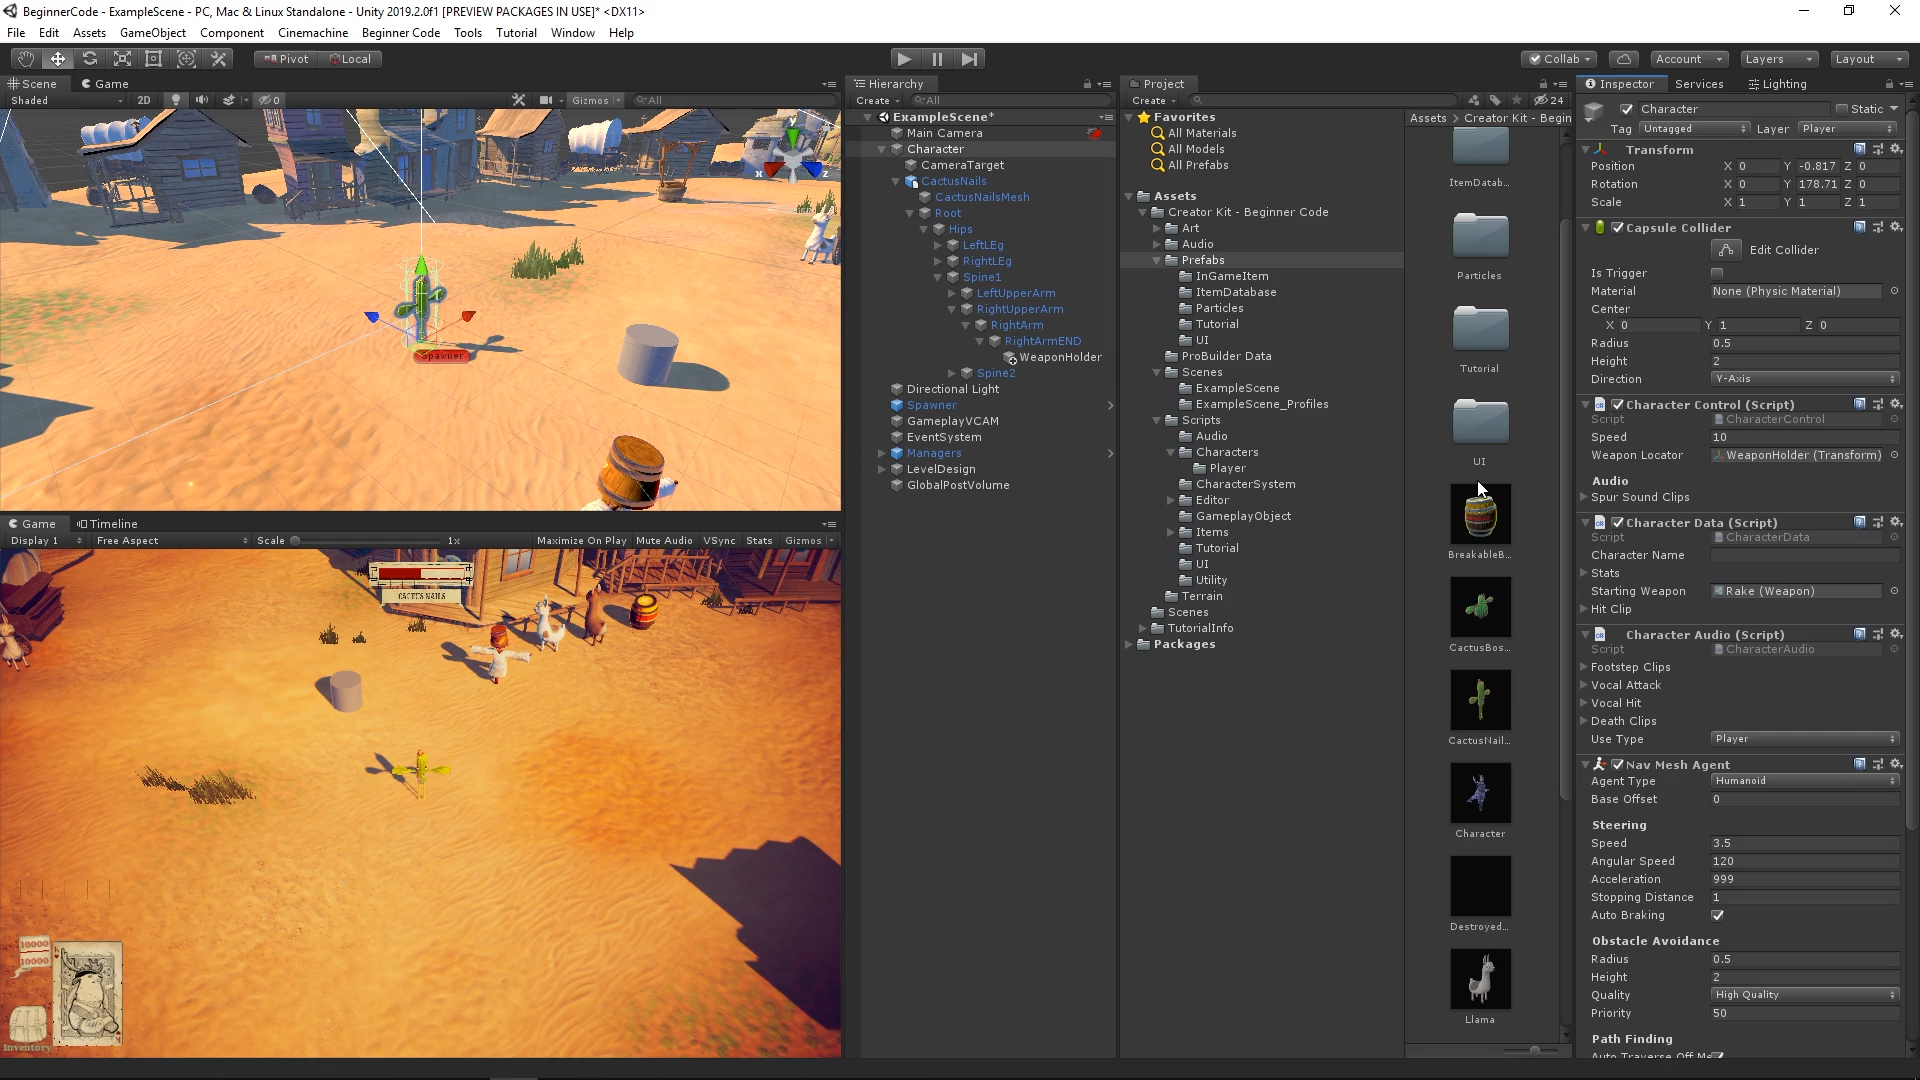 BeginnerCode - ExampleScene - PC, Mac & Linux Standalone - Unity 2019.2.0f1 [PREVIEW PACKAGES IN USE]* <DX11>
File Edit Assets GameObject Component Cinemachine Beginner Code Tools Tutorial Window Help
Pivot Local
Collab Account Layers Layout
Scene Game
Shaded 2D 0 Gizmos All
x y z
Spawner
Game Timeline
Display 1 Free Aspect Scale 1x Maximize On Play Mute Audio VSync Stats Gizmos
CACTUS NAILS
10000
10000
Inventory
Hierarchy
Create All
ExampleScene*
Main Camera
Character
CameraTarget
CactusNails
CactusNailsMesh
Root
Hips
LeftLEg
RightLEg
Spine1
LeftUpperArm
RightUpperArm
RightArm
RightArmEND
WeaponHolder
Spine2
Directional Light
Spawner
GameplayVCAM
EventSystem
Managers
LevelDesign
GlobalPostVolume
Project
Create 24
Favorites
All Materials
All Models
All Prefabs
Assets
Creator Kit - Beginner Code
Art
Audio
Prefabs
InGameItem
ItemDatabase
Particles
Tutorial
UI
ProBuilder Data
Scenes
ExampleScene
ExampleScene_Profiles
Scripts
Audio
Characters
Player
CharacterSystem
Editor
GameplayObject
Items
Tutorial
UI
Utility
Terrain
Scenes
TutorialInfo
Packages
Assets Creator Kit - Begin
ItemDatab...
Particles
Tutorial
UI
BreakableB...
CactusBos...
CactusNail...
Character
Destroyed...
Llama
Inspector Services Lighting
Character Static
Tag Untagged Layer Player
Transform
Position X 0 Y -0.817 Z 0
Rotation X 0 Y 178.71 Z 0
Scale X 1 Y 1 Z 1
Capsule Collider
Edit Collider
Is Trigger
Material None (Physic Material)
Center
X 0 Y 1 Z 0
Radius 0.5
Height 2
Direction Y-Axis
Character Control (Script)
Script CharacterControl
Speed 10
Weapon Locator WeaponHolder (Transform)
Audio
Spur Sound Clips
Character Data (Script)
Script CharacterData
Character Name
Stats
Starting Weapon Rake (Weapon)
Hit Clip
Character Audio (Script)
Script CharacterAudio
Footstep Clips
Vocal Attack
Vocal Hit
Death Clips
Use Type Player
Nav Mesh Agent
Agent Type Humanoid
Base Offset 0
Steering
Speed 3.5
Angular Speed 120
Acceleration 999
Stopping Distance 1
Auto Braking
Obstacle Avoidance
Radius 0.5
Height 2
Quality High Quality
Priority 50
Path Finding
Auto Traverse Off Me